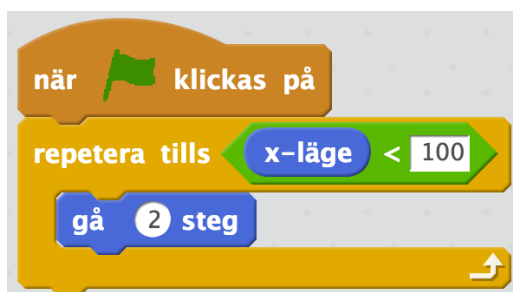 när klickas på
repetera tills x-läge < 100
gå 2 steg